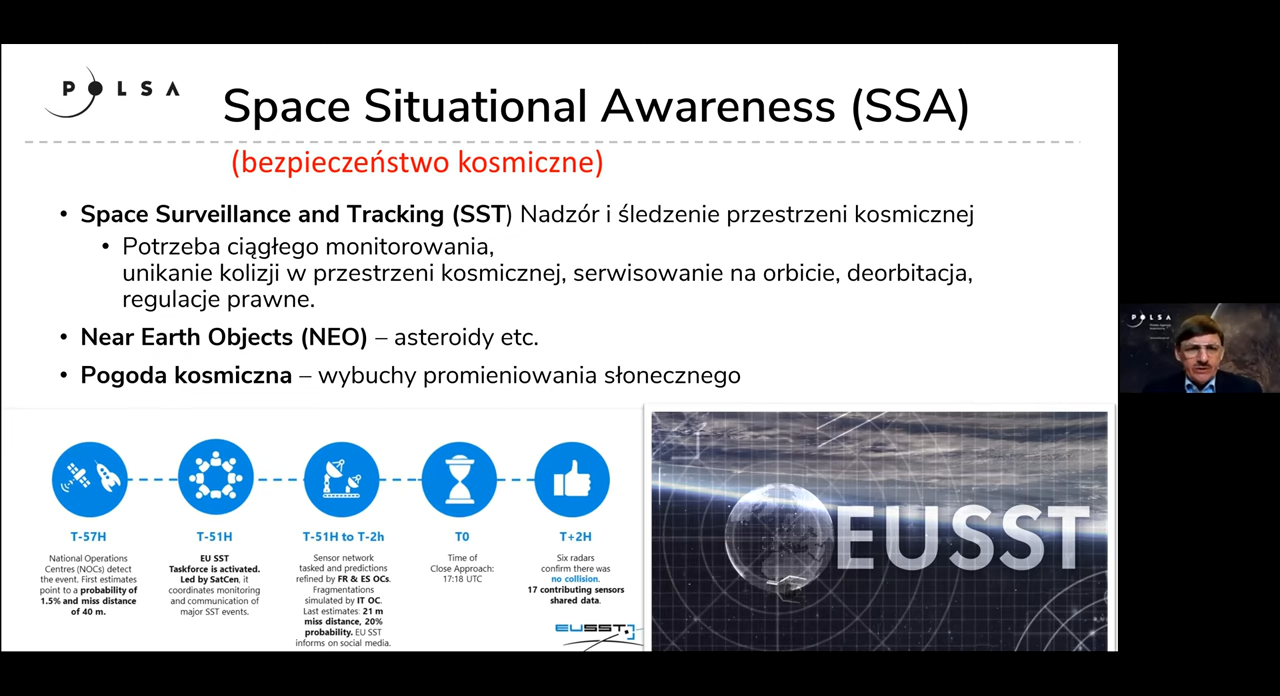 POLSA
Space Situational Awareness (SSA)
(bezpieczeństwo kosmiczne)
• Space Surveillance and Tracking (SST) Nadzór i śledzenie przestrzeni kosmicznej
• Potrzeba ciągłego monitorowania,
unikanie kolizji w przestrzeni kosmicznej, serwisowanie na orbicie, deorbitacja,
regulacje prawne.
• Near Earth Objects (NEO) – asteroidy etc.
• Pogoda kosmiczna – wybuchy promieniowania słonecznego
T-57H
National Operations
Centres (NOCs) detect
the event. First estimates
point to a probability of
1.5% and miss distance
of 40 m.
T-51H
EU SST
Taskforce is activated.
Led by SatCen, it
coordinates monitoring
and communication of
major SST events.
T-51H to T-2h
Sensor network
tasked and predictions
refined by FR & ES OCs.
Fragmentations
simulated by IT OC.
Last estimates: 21 m
miss distance, 20%
probability. EU SST
informs on social media.
T0
Time of
Close Approach:
17:18 UTC
T+2H
Six radars
confirm there was
no collision.
17 contributing sensors
shared data.
EUSST
EUSST
POLSA